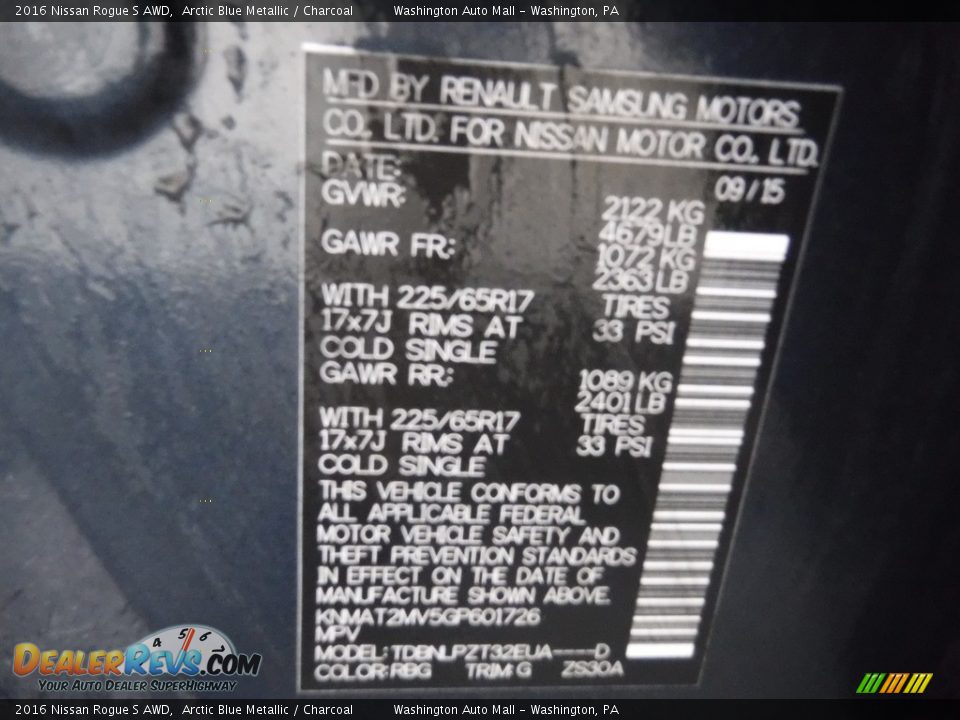 2016 Nissan Rogue S AWD, Arctic Blue Metallic / Charcoal Washington Auto Mall - Washington, PA
MFD BY RENAULT SAMSUNG MOTORS
CO., LTD. FOR NISSAN MOTOR CO., LTD.
DATE: 09/15
GVWR: 2122 KG
4679 LB
GAWR FR: 1072 KG
2363 LB
WITH 225/65R17 TIRES
17x7J RIMS AT 33 PSI
COLD SINGLE
GAWR RR: 1089 KG
2401 LB
WITH 225/65R17 TIRES
17x7J RIMS AT 33 PSI
COLD SINGLE
THIS VEHICLE CONFORMS TO
ALL APPLICABLE FEDERAL
MOTOR VEHICLE SAFETY AND
THEFT PREVENTION STANDARDS
IN EFFECT ON THE DATE OF
MANUFACTURE SHOWN ABOVE.
KNMAT2MV5GP601726
MPV
MODEL: TDBNLPZT32EUA-----D
COLOR: RBG TRIM: G ZS30A
4 5 6
DEALERREVS.COM
YOUR AUTO DEALER SUPERHIGHWAY
2016 Nissan Rogue S AWD, Arctic Blue Metallic / Charcoal Washington Auto Mall - Washington, PA